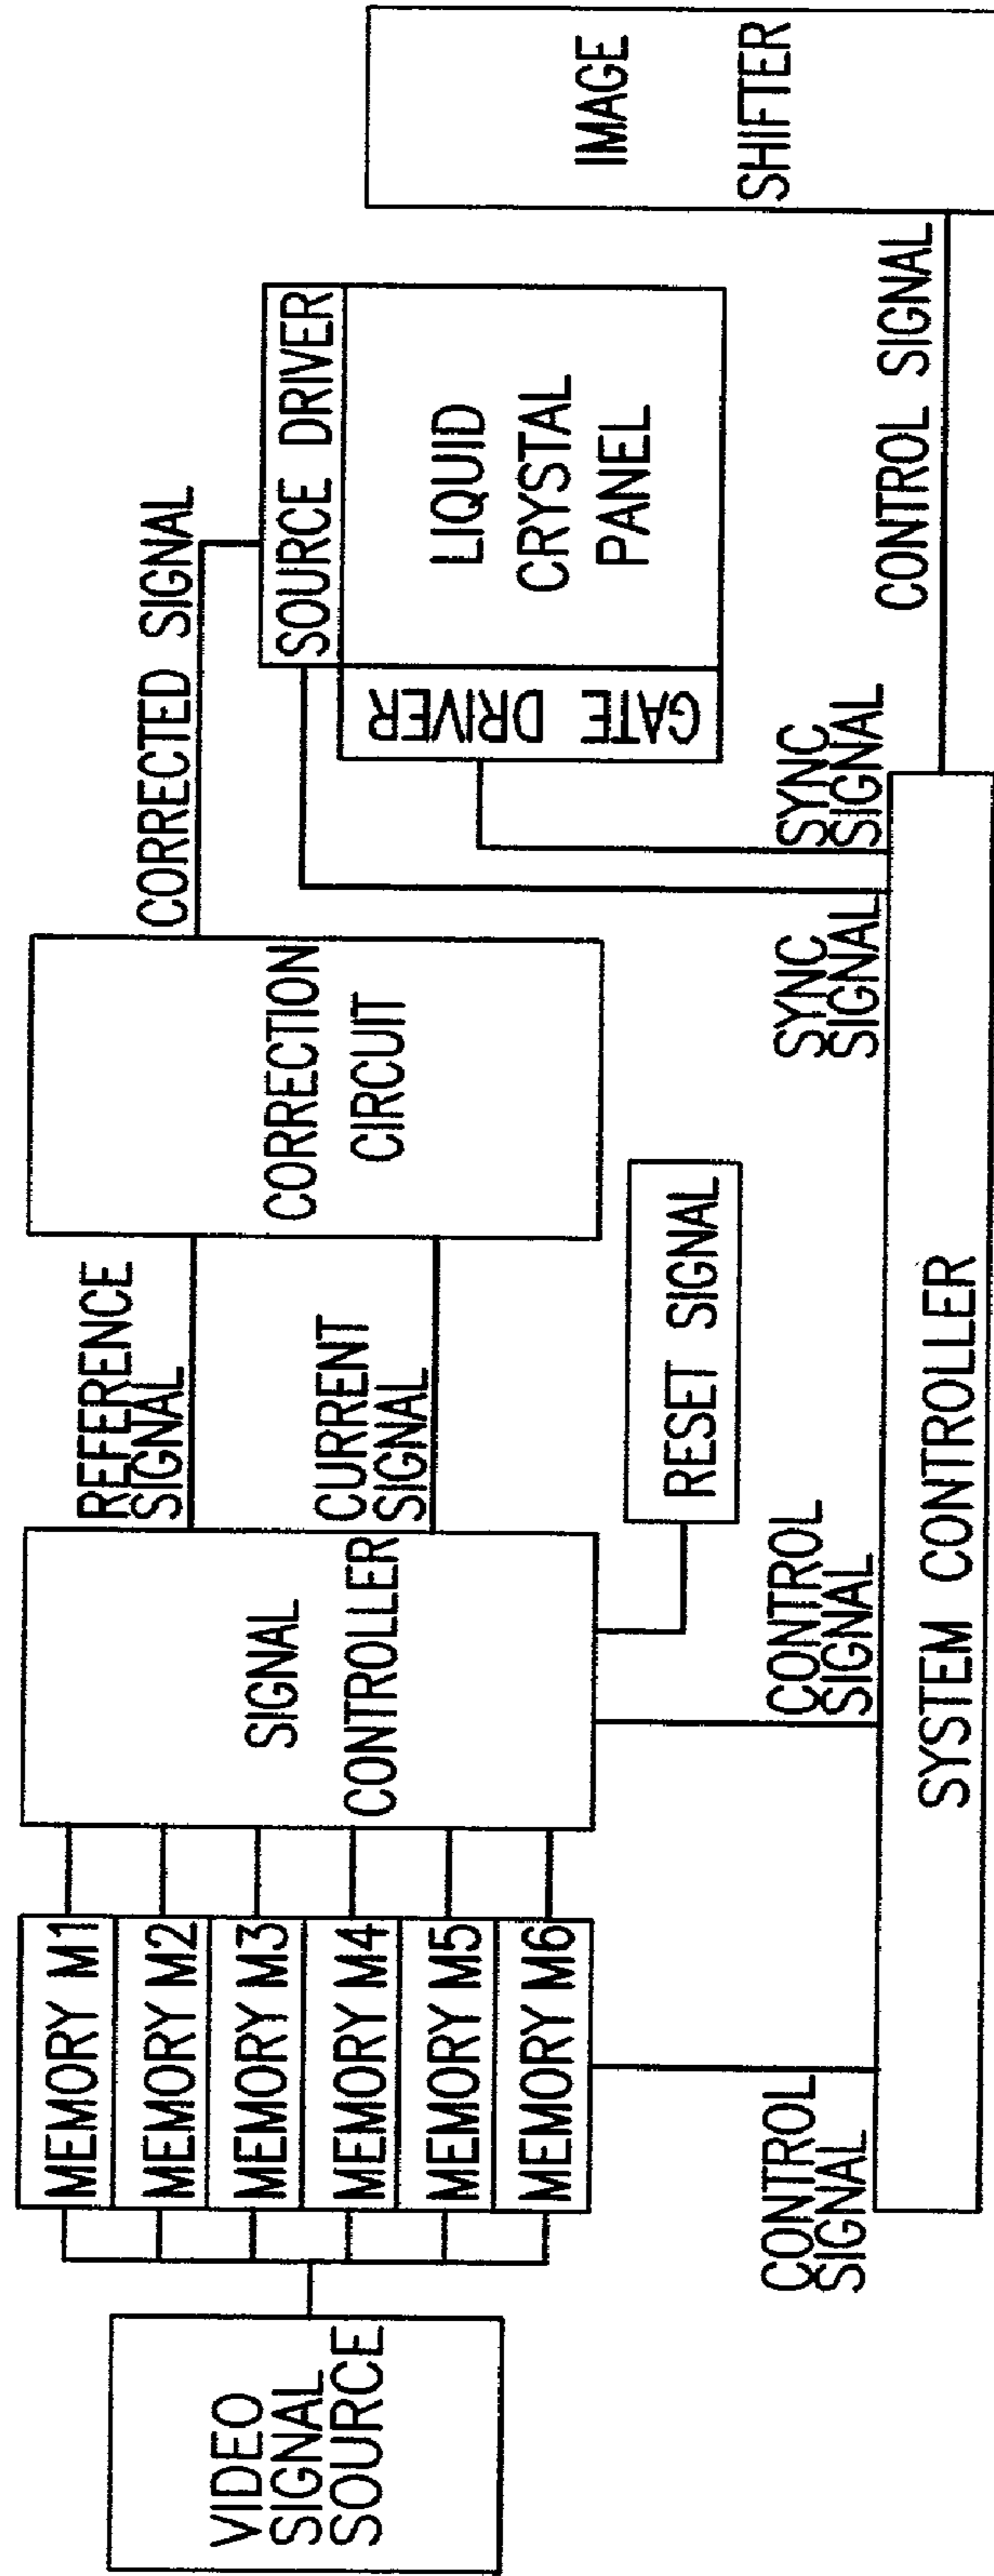 VIDEO
SIGNAL
SOURCE
MEMORY M1
MEMORY M2
MEMORY M3
MEMORY M4
MEMORY M5
MEMORY M6
CONTROL
SIGNAL
SIGNAL
CONTROLLER
CONTROL
SIGNAL
REFERENCE
SIGNAL
CURRENT
SIGNAL
RESET SIGNAL
CORRECTION
CIRCUIT
CORRECTED SIGNAL
SOURCE DRIVER
GATE DRIVER
LIQUID
CRYSTAL
PANEL
SYNC
SIGNAL
SYNC
SIGNAL
CONTROL SIGNAL
IMAGE
SHIFTER
SYSTEM CONTROLLER